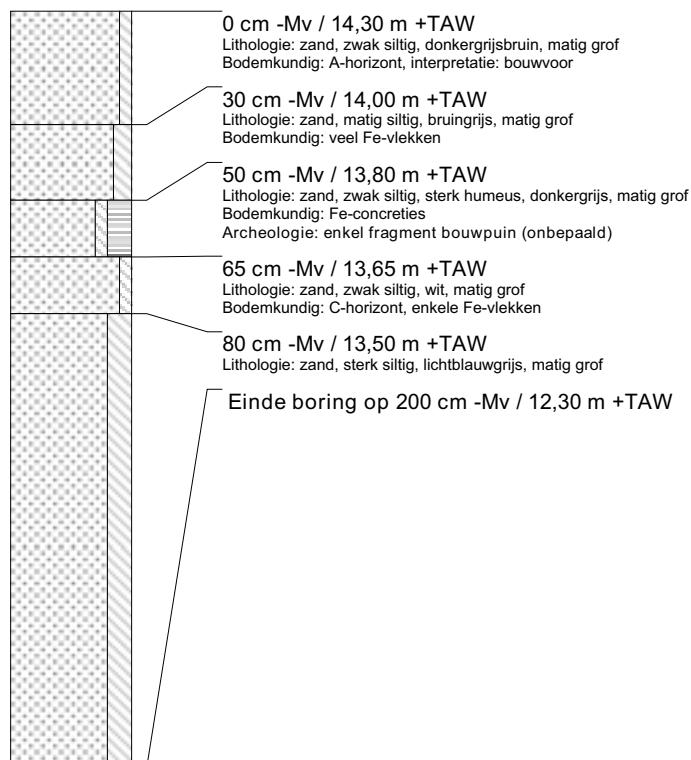 0 cm -Mv / 14,30 m +TAW
Lithologie: zand, zwak siltig, donkergrijsbruin, matig grof
Bodemkundig: A-horizont, interpretatie: bouwvoor
30 cm -Mv / 14,00 m +TAW
Lithologie: zand, matig siltig, bruingrijs, matig grof
Bodemkundig: veel Fe-vlekken
50 cm -Mv / 13,80 m +TAW
Lithologie: zand, zwak siltig, sterk humeus, donkergrijs, matig grof
Bodemkundig: Fe-concreties
Archeologie: enkel fragment bouwpuin (onbepaald)
65 cm -Mv / 13,65 m +TAW
Lithologie: zand, zwak siltig, wit, matig grof
Bodemkundig: C-horizont, enkele Fe-vlekken
80 cm -Mv / 13,50 m +TAW
Lithologie: zand, sterk siltig, lichtblauwgrijs, matig grof
Einde boring op 200 cm -Mv / 12,30 m +TAW